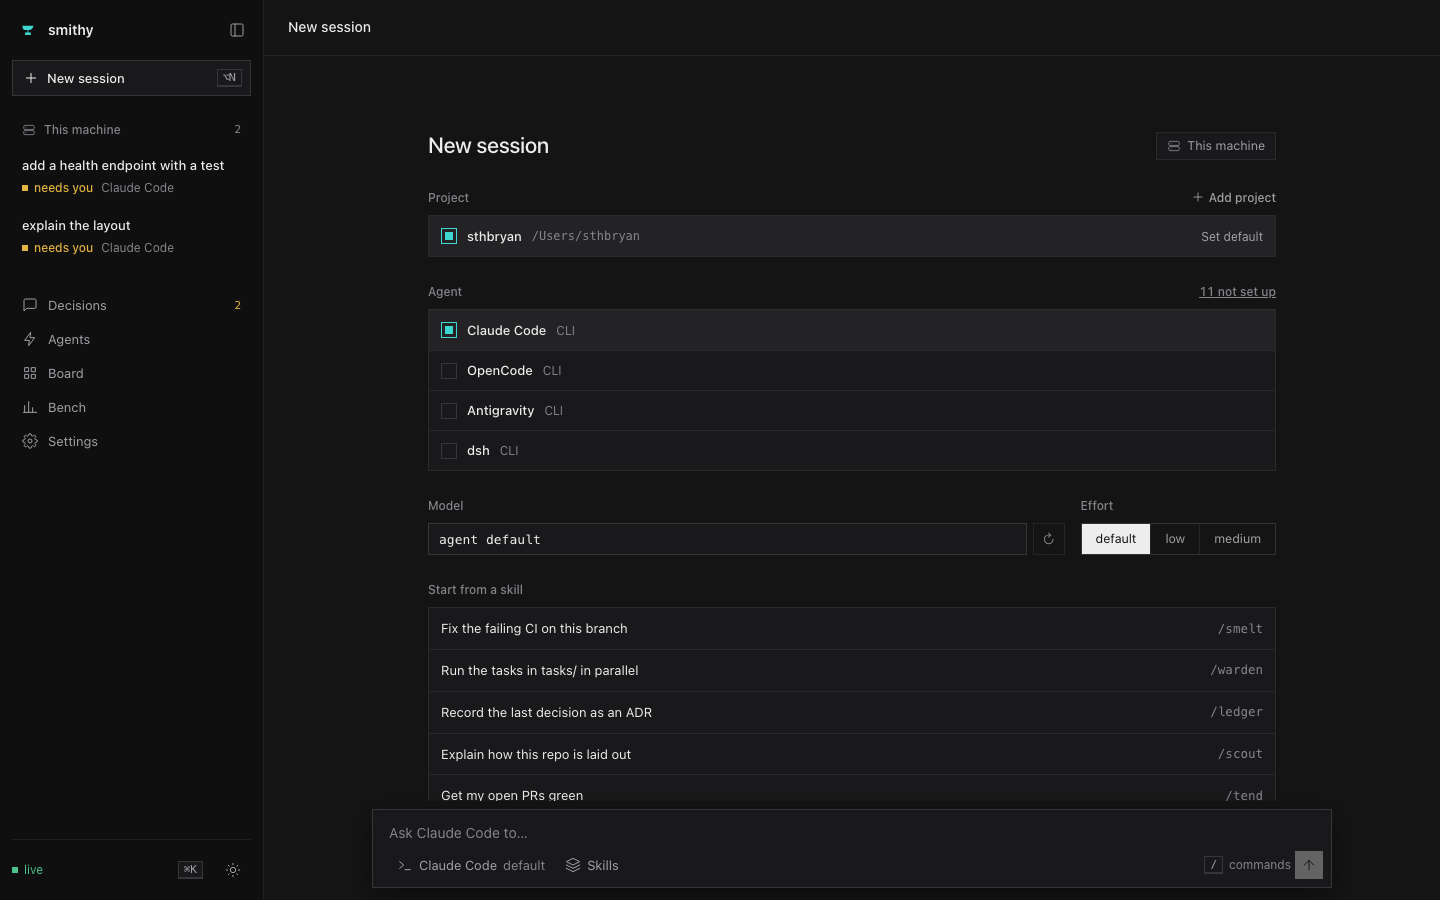 smithy
New session
⌥N
This machine 2
add a health endpoint with a test
needs you Claude Code
explain the layout
needs you Claude Code
Decisions 2
Agents
Board
Bench
Settings
live
⌘K
New session
New session
This machine
Project
Add project
sthbryan /Users/sthbryan
Set default
Agent
11 not set up
Claude Code CLI
OpenCode CLI
Antigravity CLI
dsh CLI
Model
agent default
Effort
default low medium
Start from a skill
Fix the failing CI on this branch /smelt
Run the tasks in tasks/ in parallel /warden
Record the last decision as an ADR /ledger
Explain how this repo is laid out /scout
Get my open PRs green /tend
Ask Claude Code to...
Claude Code default Skills
/ commands